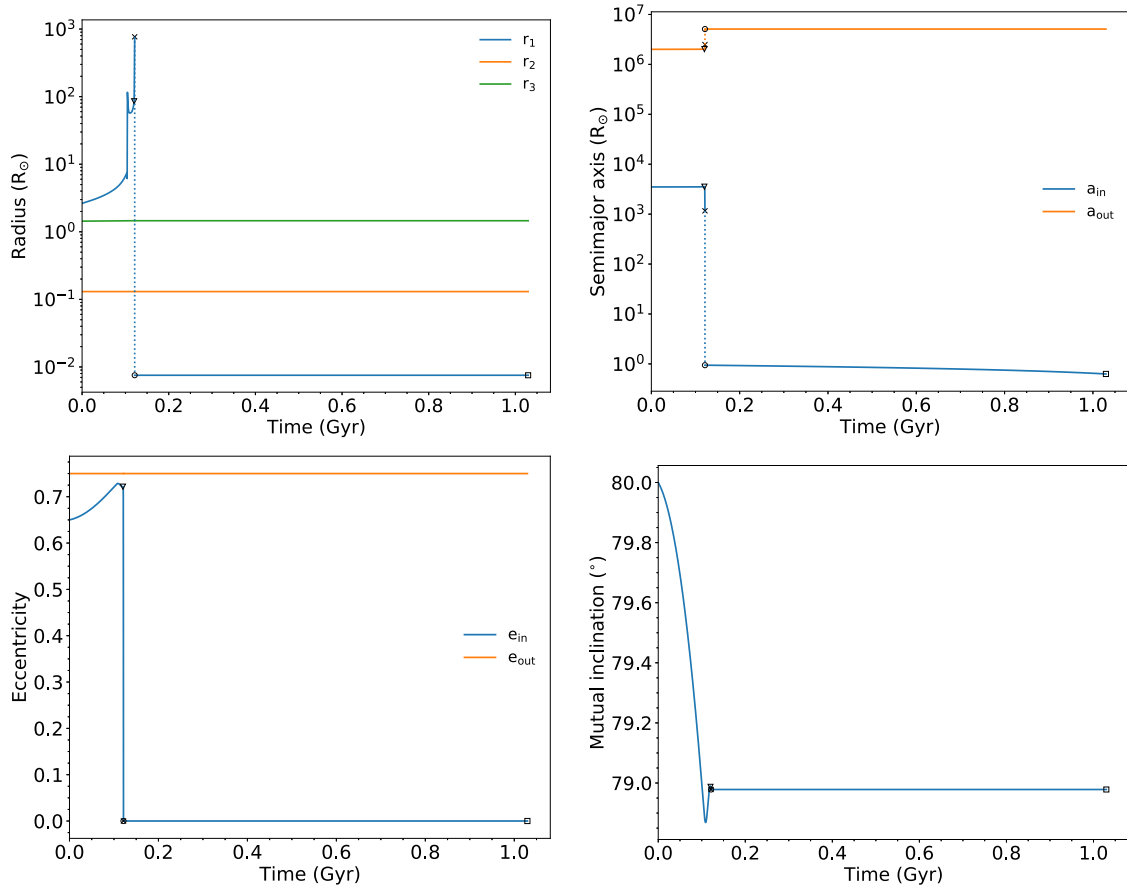 10³
10²
10¹
10⁰
10⁻¹
10⁻²
Radius (R⊙)
r₁
r₂
r₃
0.0 0.2 0.4 0.6 0.8 1.0
Time (Gyr)
10⁷
10⁶
10⁵
10⁴
10³
10²
10¹
10⁰
Semimajor axis (R⊙)
a_in
a_out
0.0 0.2 0.4 0.6 0.8 1.0
Time (Gyr)
0.7
0.6
0.5
0.4
0.3
0.2
0.1
0.0
Eccentricity
e_in
e_out
0.0 0.2 0.4 0.6 0.8 1.0
Time (Gyr)
80.0
79.8
79.6
79.4
79.2
79.0
Mutual inclination (°)
0.0 0.2 0.4 0.6 0.8 1.0
Time (Gyr)